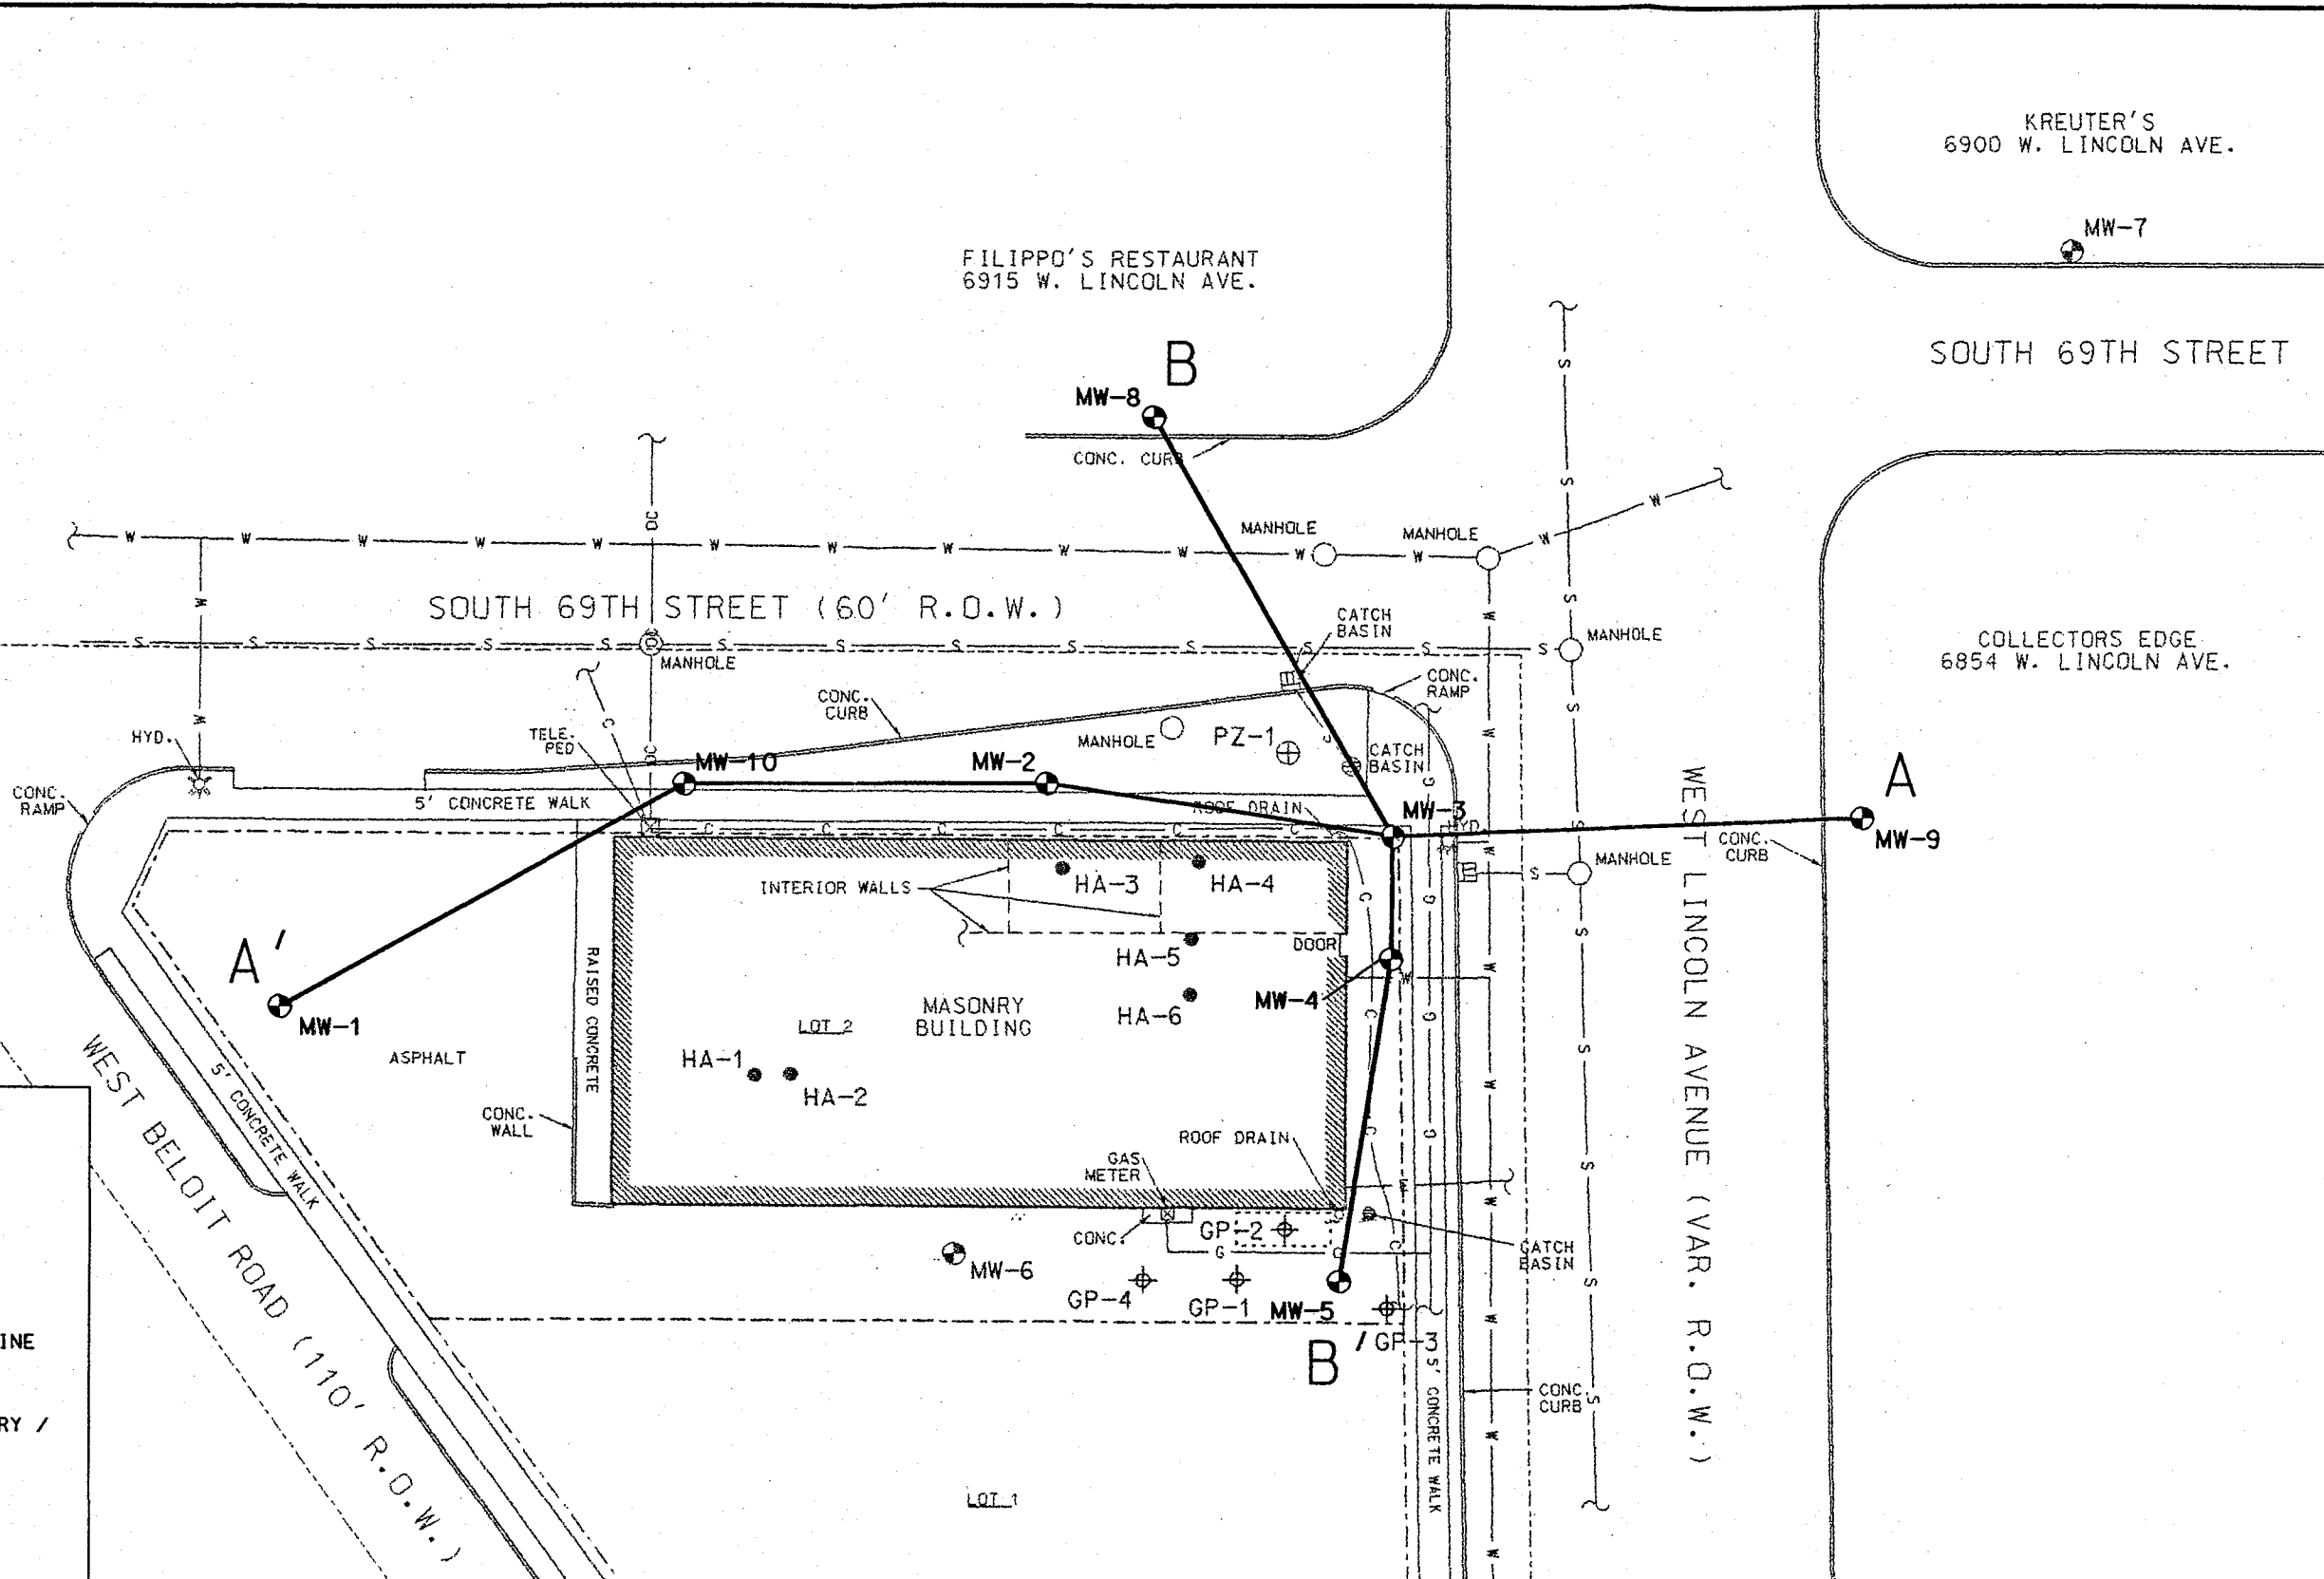 KREUTER'S
6900 W. LINCOLN AVE.
MW-7
FILIPPO'S RESTAURANT
6915 W. LINCOLN AVE.
SOUTH 69TH STREET
B
MW-8
CONC. CURB
MANHOLE
MANHOLE
SOUTH 69TH STREET (60' R.O.W.)
CATCH
BASIN
MANHOLE
MANHOLE
COLLECTORS EDGE
6854 W. LINCOLN AVE.
CONC.
RAMP
CONC.
CURB
HYD.
TELE.
PED
MANHOLE
PZ-1
CATCH
BASIN
MW-10
MW-2
A
CONC.
RAMP
5' CONCRETE WALK
ROOF DRAIN
MW-3
HYD.
CONC.
CURB
MW-9
MANHOLE
INTERIOR WALLS
HA-3
HA-4
A'
HA-5
DOOR
RAISED CONCRETE
MW-1
LOT 2
MASONRY
BUILDING
HA-6
MW-4
WEST LINCOLN AVENUE (VAR. R.O.W.)
ASPHALT
HA-1
HA-2
5' CONCRETE WALK
WEST BELOIT ROAD (110' R.O.W.)
CONC.
WALL
ROOF DRAIN
GAS
METER
GP-2
CONC.
CATCH
BASIN
MW-6
GP-4
GP-1
MW-5
B'
GP-3
INE
5' CONCRETE WALK
CONC.
CURB
RY /
LOT 1